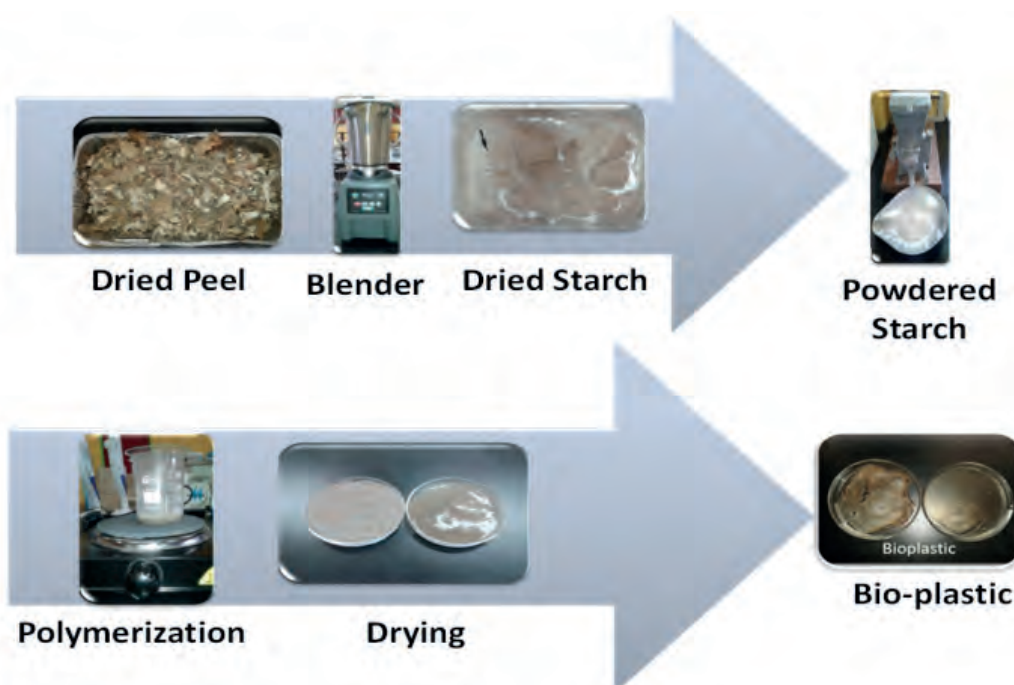 Dried Peel
Blender
Dried Starch
Powdered
Starch
Polymerization
Drying
Bioplastic
Bio-plastic